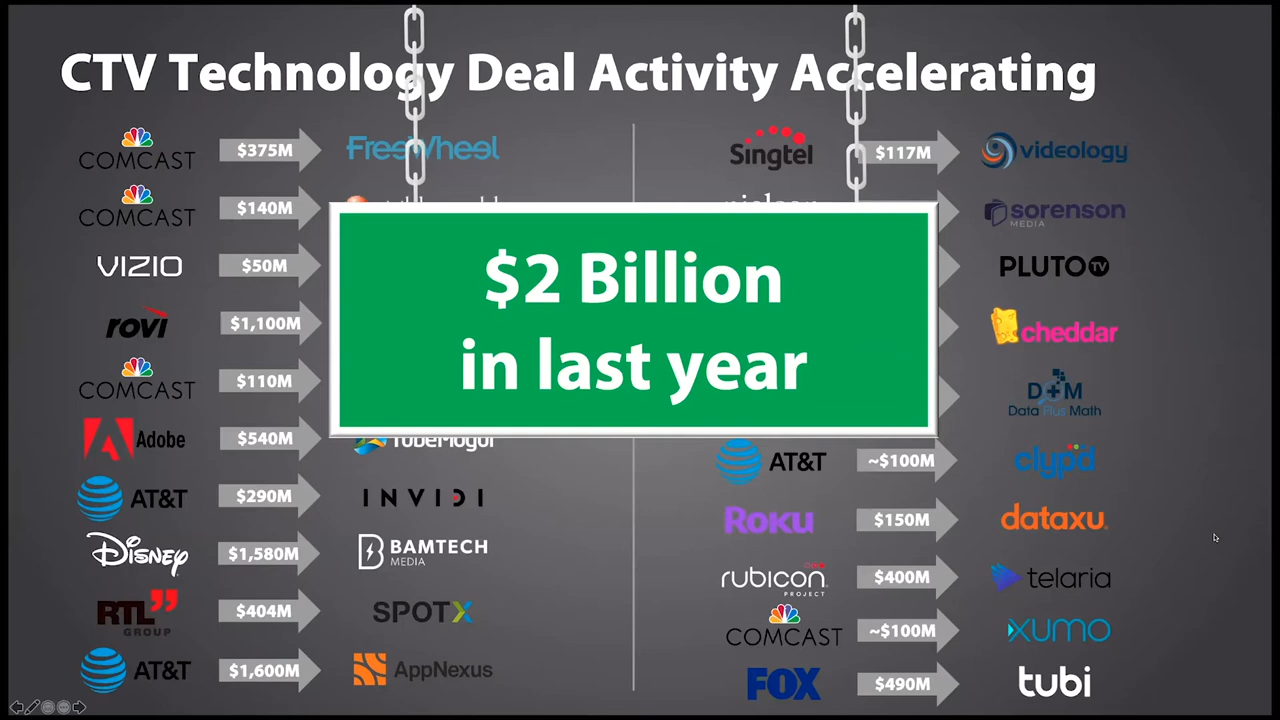 CTV Technology Deal Activity Accelerating
COMCAST $375M FreeWheel
COMCAST $140M
VIZIO $50M
rovi $1,100M
COMCAST $110M
Adobe $540M TubeMogul
AT&T $290M INVIDI
Disney $1,580M BAMTECH MEDIA
RTL GROUP $404M SPOTX
AT&T $1,600M AppNexus
$2 Billion
in last year
Singtel $117M videology
nielsen sorenson MEDIA
PLUTO TV
cheddar
D+M Data Plus Math
AT&T ~$100M clypd
ROKU $150M dataxu.
rubicon PROJECT $400M telaria
COMCAST ~$100M XUMO
FOX $490M tubi